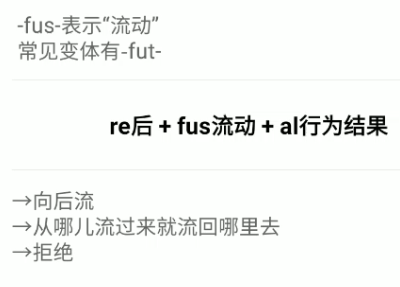 -fus-表示“流动”
常见变体有-fut-
re后 + fus流动 + al行为结果
→向后流
→从哪儿流过来就流回哪里去
→拒绝